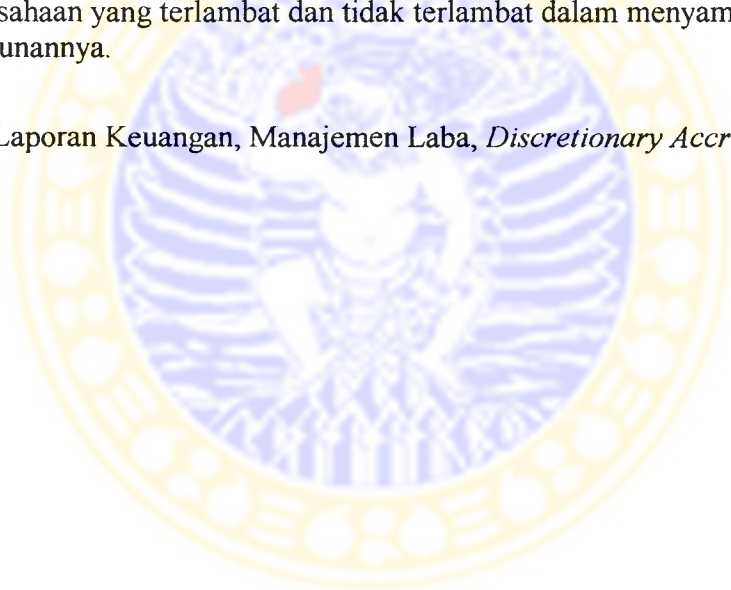 sahaan yang terlambat dan tidak terlambat dalam menyam
unannya.
Laporan Keuangan, Manajemen Laba, Discretionary Accr